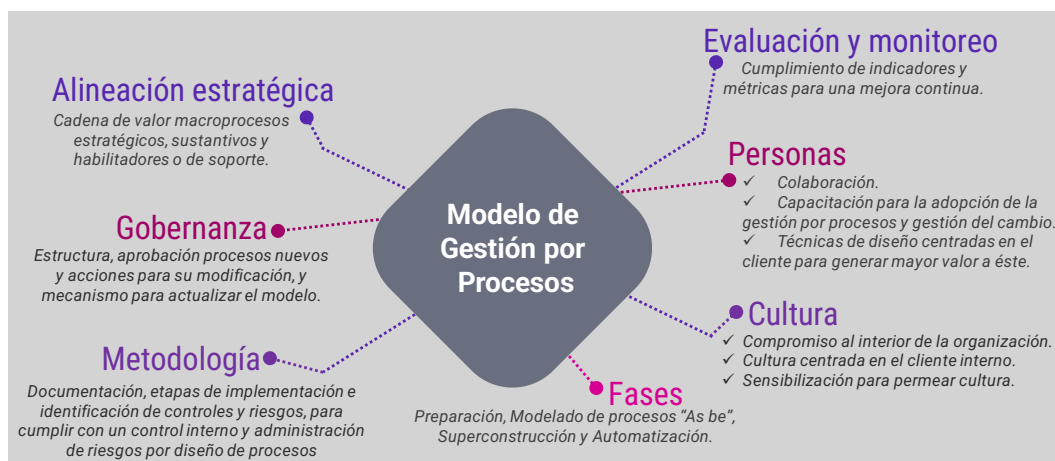 Evaluación y monitoreo
Cumplimiento de indicadores y
métricas para una mejora continua.
Alineación estratégica
Cadena de valor macroprocesos
estratégicos, sustantivos y
habilitadores o de soporte.
Personas
✓ Colaboración.
✓ Capacitación para la adopción de la
gestión por procesos y gestión del cambio.
✓ Técnicas de diseño centradas en el
cliente para generar mayor valor a éste.
Modelo de
Gestión por
Procesos
Gobernanza
Estructura, aprobación procesos nuevos
y acciones para su modificación, y
mecanismo para actualizar el modelo.
Cultura
✓ Compromiso al interior de la organización.
✓ Cultura centrada en el cliente interno.
✓ Sensibilización para permear cultura.
Metodología
Documentación, etapas de implementación e
identificación de controles y riesgos, para
cumplir con un control interno y administración
de riesgos por diseño de procesos
Fases
Preparación, Modelado de procesos “As be”,
Superconstrucción y Automatización.